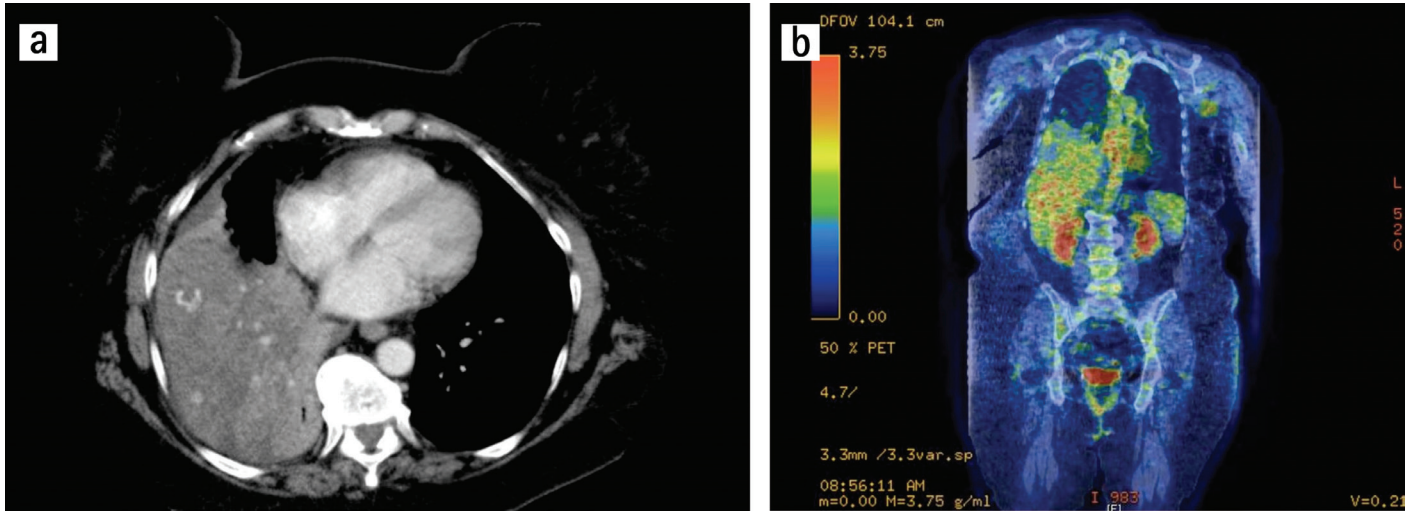 a
b
DFOV 104.1 cm
3.75
0.00
50 % PET
4.7/
3.3mm /3.3var.sp
08:56:11 AM
m=0.00 M=3.75 g/ml
I 983
L
5
2
0
V=0.21